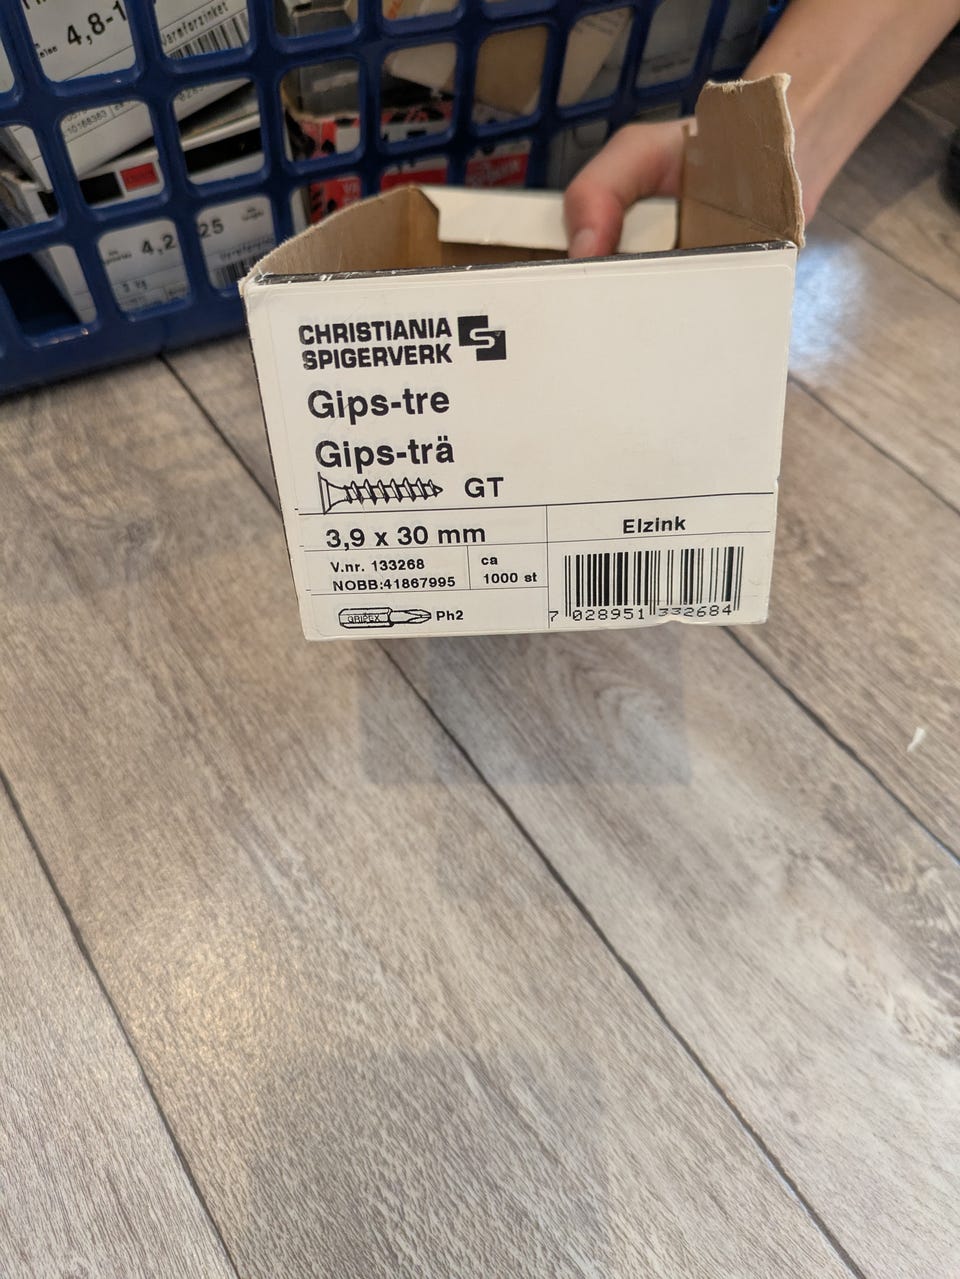 4,8-1
Varmforzinket
4,2
25
CHRISTIANIA
SPIGERVERK
Gips-tre
Gips-trä
GT
3,9 x 30 mm
Elzink
V.nr. 133268
NOBB:41867995
ca
1000 st
GRIPEX
Ph2
7 028951 332684